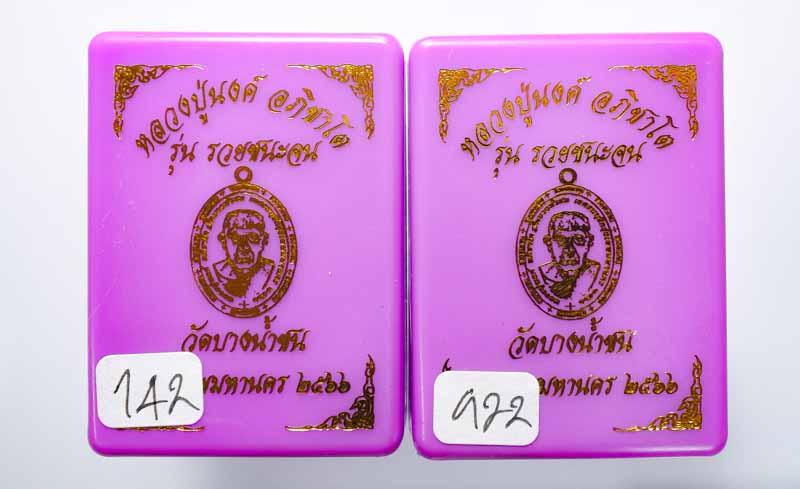 หลวงปู่นงค์ อภิชาโต
รุ่น รวยชนะจน
วัดบางน้ำชน
มหานคร ๒๕๖๖
142
หลวงปู่นงค์ อภิชาโต
รุ่น รวยชนะจน
วัดบางน้ำชน
มหานคร ๒๕๖๖
922